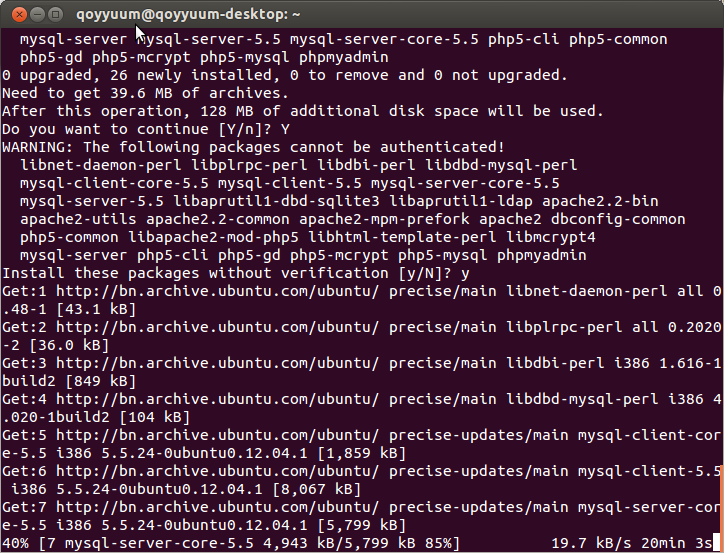 qoyyuum@qoyyuum-desktop: ~
mysql-server mysql-server-5.5 mysql-server-core-5.5 php5-cli php5-common
php5-gd php5-mcrypt php5-mysql phpmyadmin
0 upgraded, 26 newly installed, 0 to remove and 0 not upgraded.
Need to get 39.6 MB of archives.
After this operation, 128 MB of additional disk space will be used.
Do you want to continue [Y/n]? Y
WARNING: The following packages cannot be authenticated!
libnet-daemon-perl libplrpc-perl libdbi-perl libdbd-mysql-perl
mysql-client-core-5.5 mysql-client-5.5 mysql-server-core-5.5
mysql-server-5.5 libaprutil1-dbd-sqlite3 libaprutil1-ldap apache2.2-bin
apache2-utils apache2.2-common apache2-mpm-prefork apache2 dbconfig-common
php5-common libapache2-mod-php5 libhtml-template-perl libmcrypt4
mysql-server php5-cli php5-gd php5-mcrypt php5-mysql phpmyadmin
Install these packages without verification [y/N]? y
Get:1 http://bn.archive.ubuntu.com/ubuntu/ precise/main libnet-daemon-perl all 0
.48-1 [43.1 kB]
Get:2 http://bn.archive.ubuntu.com/ubuntu/ precise/main libplrpc-perl all 0.2020
-2 [36.0 kB]
Get:3 http://bn.archive.ubuntu.com/ubuntu/ precise/main libdbi-perl i386 1.616-1
build2 [849 kB]
Get:4 http://bn.archive.ubuntu.com/ubuntu/ precise/main libdbd-mysql-perl i386 4
.020-1build2 [104 kB]
Get:5 http://bn.archive.ubuntu.com/ubuntu/ precise-updates/main mysql-client-cor
e-5.5 i386 5.5.24-0ubuntu0.12.04.1 [1,859 kB]
Get:6 http://bn.archive.ubuntu.com/ubuntu/ precise-updates/main mysql-client-5.5
i386 5.5.24-0ubuntu0.12.04.1 [8,067 kB]
Get:7 http://bn.archive.ubuntu.com/ubuntu/ precise-updates/main mysql-server-cor
e-5.5 i386 5.5.24-0ubuntu0.12.04.1 [5,799 kB]
40% [7 mysql-server-core-5.5 4,943 kB/5,799 kB 85%] 19.7 kB/s 20min 3s